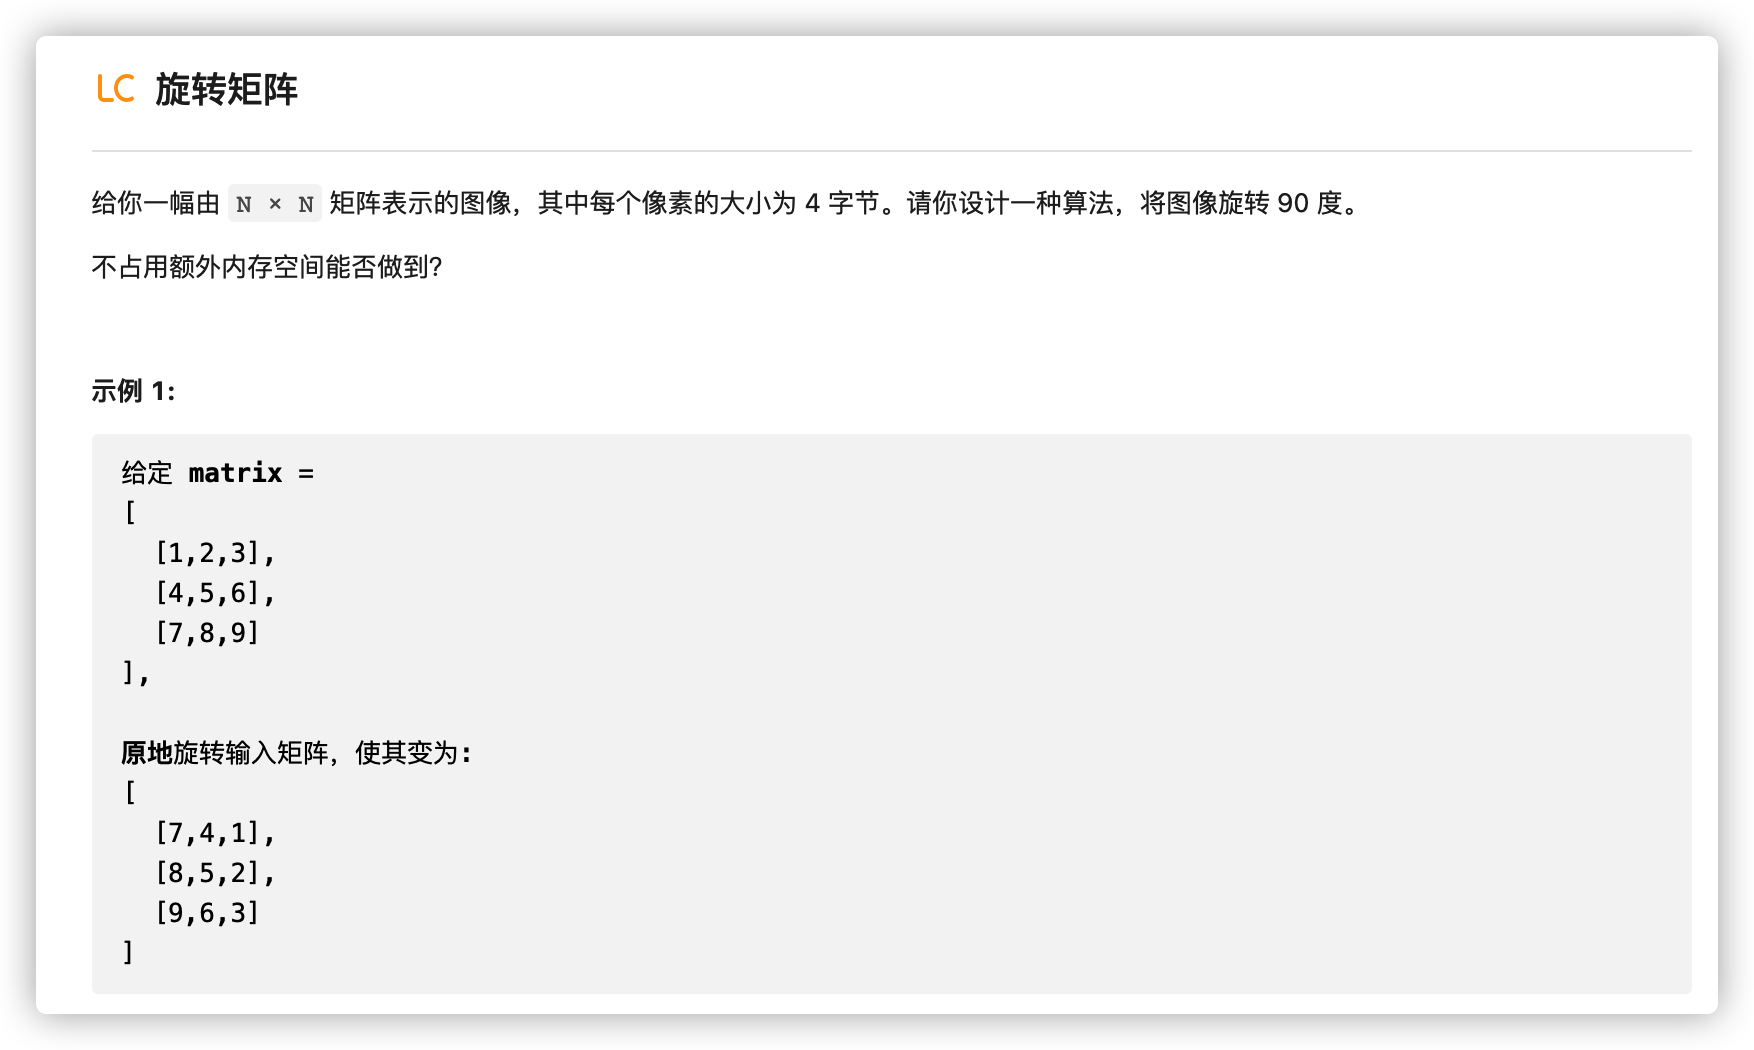 LC 旋转矩阵
给你一幅由 N × N 矩阵表示的图像，其中每个像素的大小为 4 字节。请你设计一种算法，将图像旋转 90 度。
不占用额外内存空间能否做到？
示例 1:
给定 matrix =
[
  [1,2,3],
  [4,5,6],
  [7,8,9]
],
原地旋转输入矩阵，使其变为:
[
  [7,4,1],
  [8,5,2],
  [9,6,3]
]